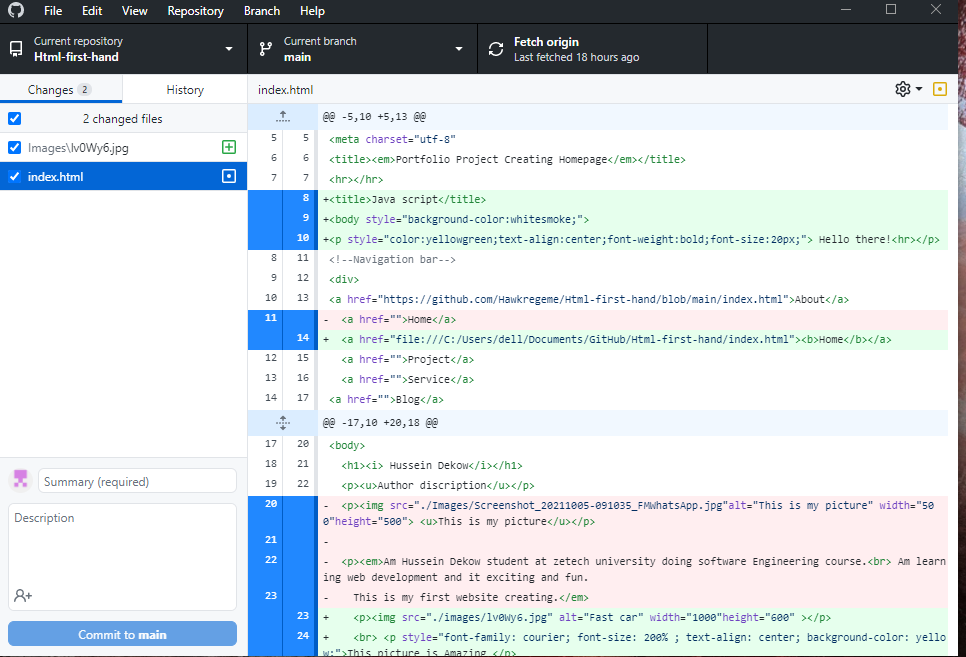 File Edit View Repository Branch Help
Current repository
Html-first-hand
Current branch
main
Fetch origin
Last fetched 18 hours ago
Changes 2
History
index.html
2 changed files
Images\lv0Wy6.jpg
index.html
@@ -5,10 +5,13 @@
5 5 <meta charset="utf-8"
6 6 <title><em>Portfolio Project Creating Homepage</em></title>
7 7 <hr></hr>
8 +<title>Java script</title>
9 +<body style="background-color:whitesmoke;">
10 +<p style="color:yellowgreen;text-align:center;font-weight:bold;font-size:20px;"> Hello there!<hr></p>
8 11 <!--Navigation bar-->
9 12 <div>
10 13 <a href="https://github.com/Hawkregeme/Html-first-hand/blob/main/index.html">About</a>
11 - <a href="">Home</a>
14 + <a href="file:///C:/Users/dell/Documents/GitHub/Html-first-hand/index.html"><b>Home</b></a>
12 15 <a href="">Project</a>
13 16 <a href="">Service</a>
14 17 <a href="">Blog</a>
@@ -17,10 +20,18 @@
17 20 <body>
18 21 <h1><i> Hussein Dekow</i></h1>
19 22 <p><u>Author discription</u></p>
20 - <p><img src="./Images/Screenshot_20211005-091035_FMWhatsApp.jpg"alt="This is my picture" width="50
0"height="500"> <u>This is my picture</u></p>
21 -
22 - <p><em>Am Hussein Dekow student at zetech university doing software Engineering course.<br> Am learn
ing web development and it exciting and fun.
23 - This is my first website creating.</em>
23 + <p><img src="./images/lv0Wy6.jpg" alt="Fast car" width="1000"height="600" ></p>
24 + <br> <p style="font-family: courier; font-size: 200% ; text-align: center; background-color: yello
w;">This picture is Amazing </p>
Summary (required)
Description
Commit to main